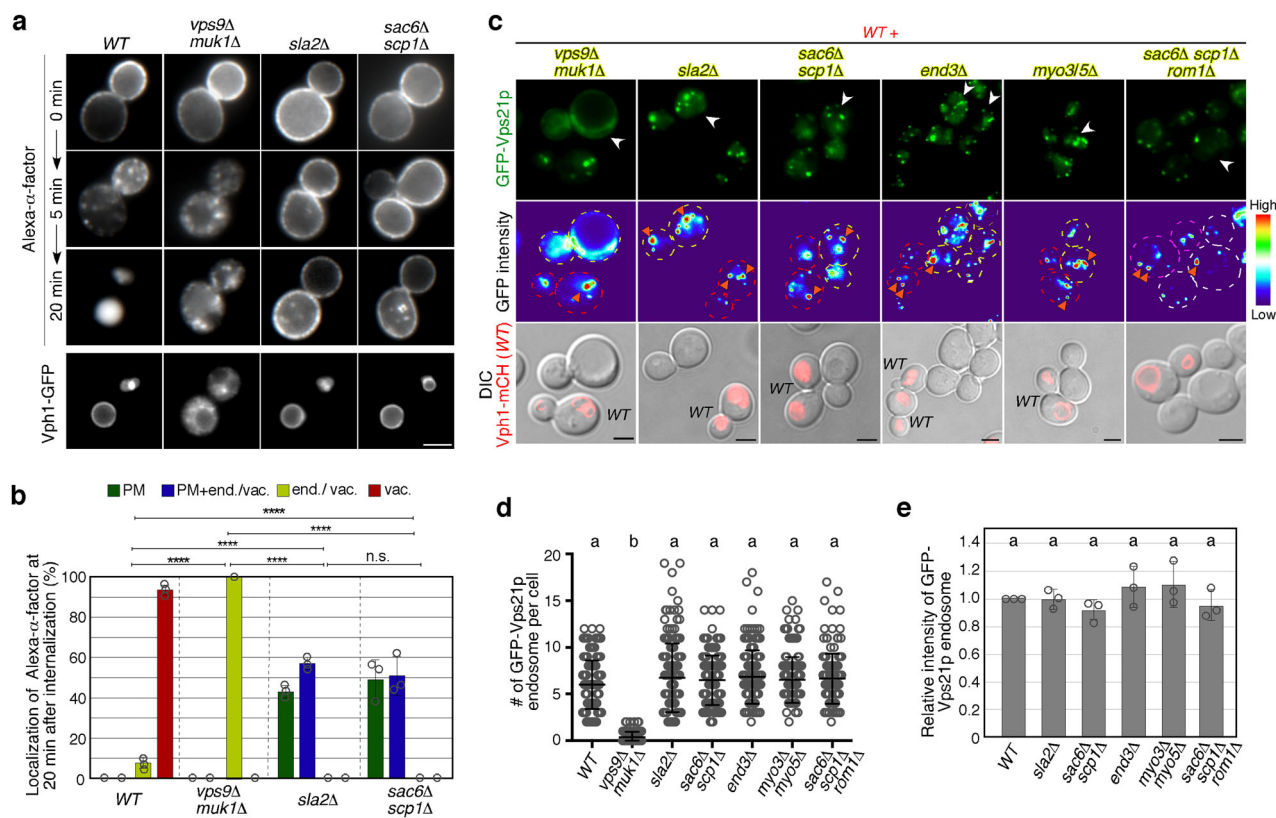 a
WT
vps9Δ
muk1Δ
sla2Δ
sac6Δ
scp1Δ
Alexa-α-factor
0 min
5 min
20 min
Vph1-GFP
b
PM
PM+end./vac.
end./ vac.
vac.
****
****
****
****
****
n.s.
Localization of Alexa-α-factor at
20 min after internalization (%)
100
80
60
40
20
0
WT
vps9Δ
muk1Δ
sla2Δ
sac6Δ
scp1Δ
c
WT +
vps9Δ
muk1Δ
sla2Δ
sac6Δ
scp1Δ
end3Δ
myo3/5Δ
sac6Δ scp1Δ
rom1Δ
GFP-Vps21p
GFP intensity
High
Low
DIC
Vph1-mCH (WT)
WT
WT
WT
WT
WT
WT
WT
d
# of GFP-Vps21p
endosome per cell
20
15
10
5
0
a
b
a
a
a
a
a
WT
vps9Δ
muk1Δ
sla2Δ
sac6Δ
scp1Δ
end3Δ
myo3Δ
myo5Δ
sac6Δ
scp1Δ
rom1Δ
e
Relative intensity of GFP-
Vps21p endosome
1.4
1.2
1.0
0.8
0.6
0.4
0.2
0
a
a
a
a
a
a
WT
sla2Δ
sac6Δ
scp1Δ
end3Δ
myo3Δ
myo5Δ
sac6Δ
scp1Δ
rom1Δ